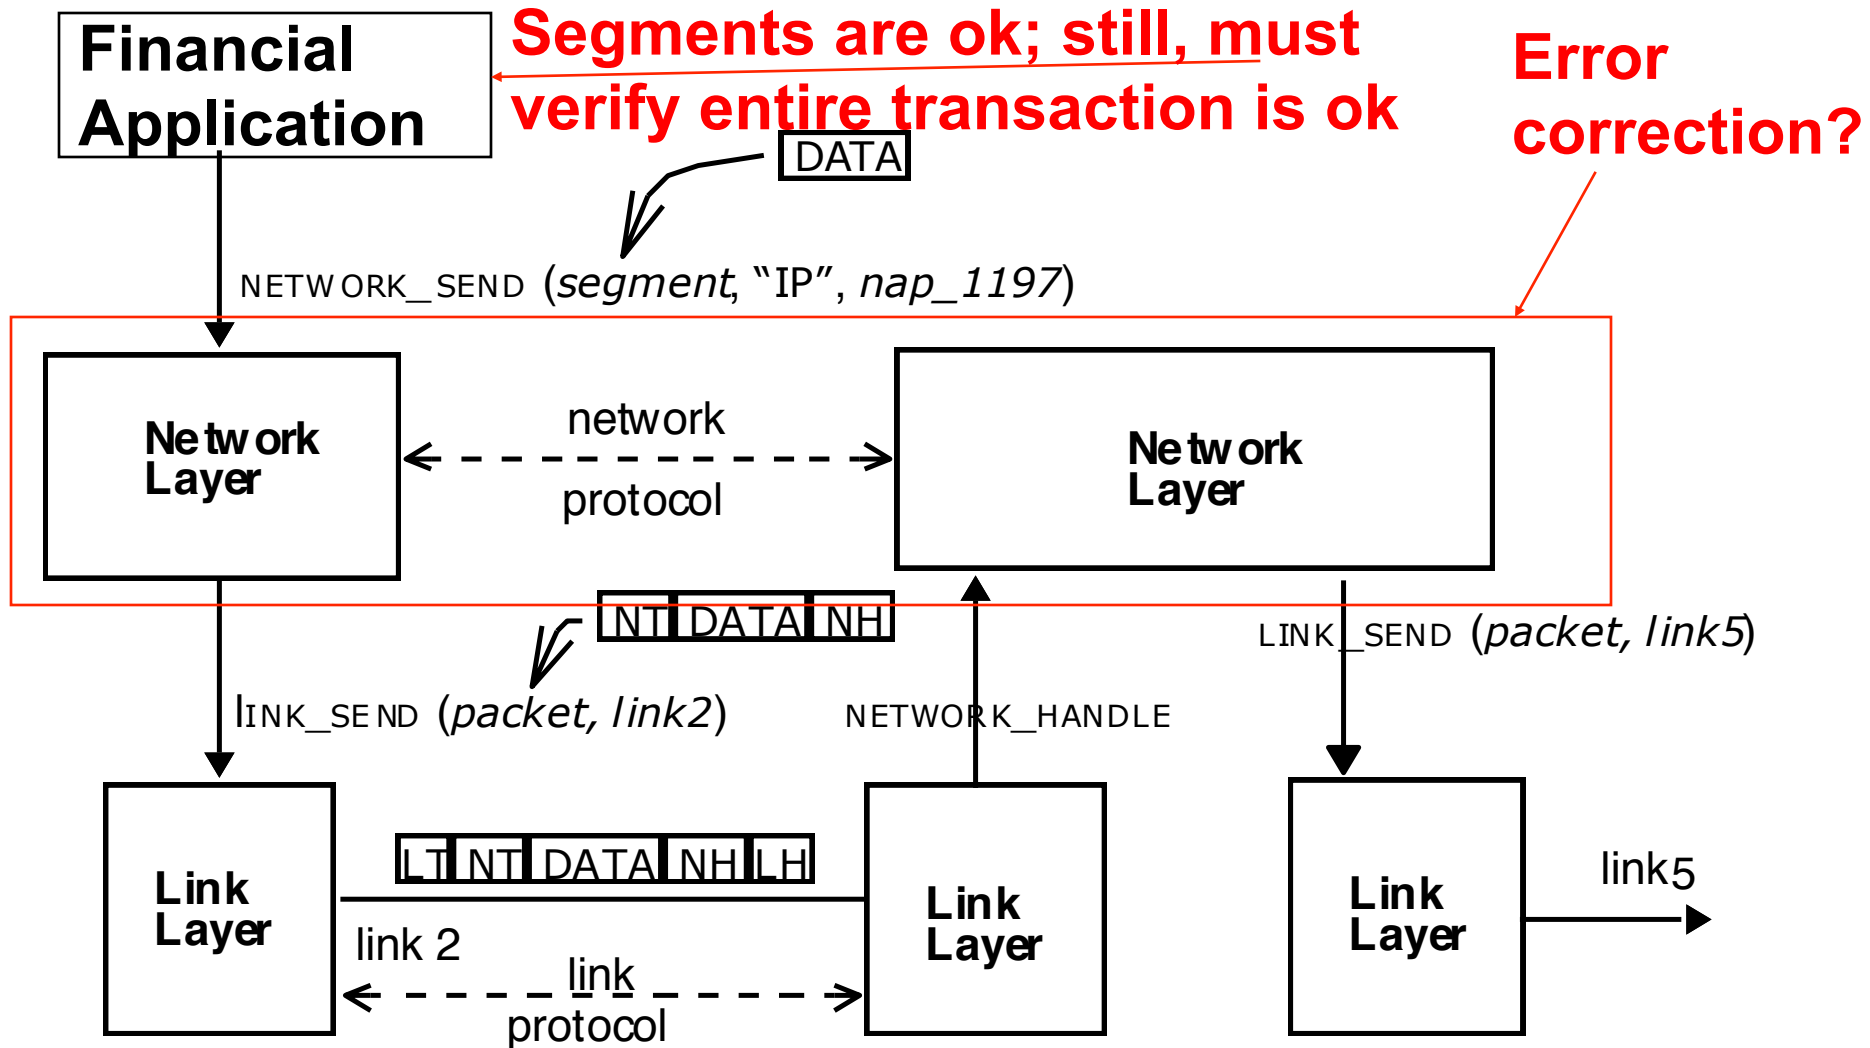 Financial
Application
Segments are ok; still, must
verify entire transaction is ok
Error
correction?
DATA
NETWORK_SEND (segment, “IP”, nap_1197)
Network
Layer
network
protocol
Network
Layer
NT DATA NH
LINK_SEND (packet, link5)
lINK_SEND (packet, link2)
NETWORK_HANDLE
LT NT DATA NH LH
Link
Layer
link 2
link
protocol
Link
Layer
Link
Layer
link5